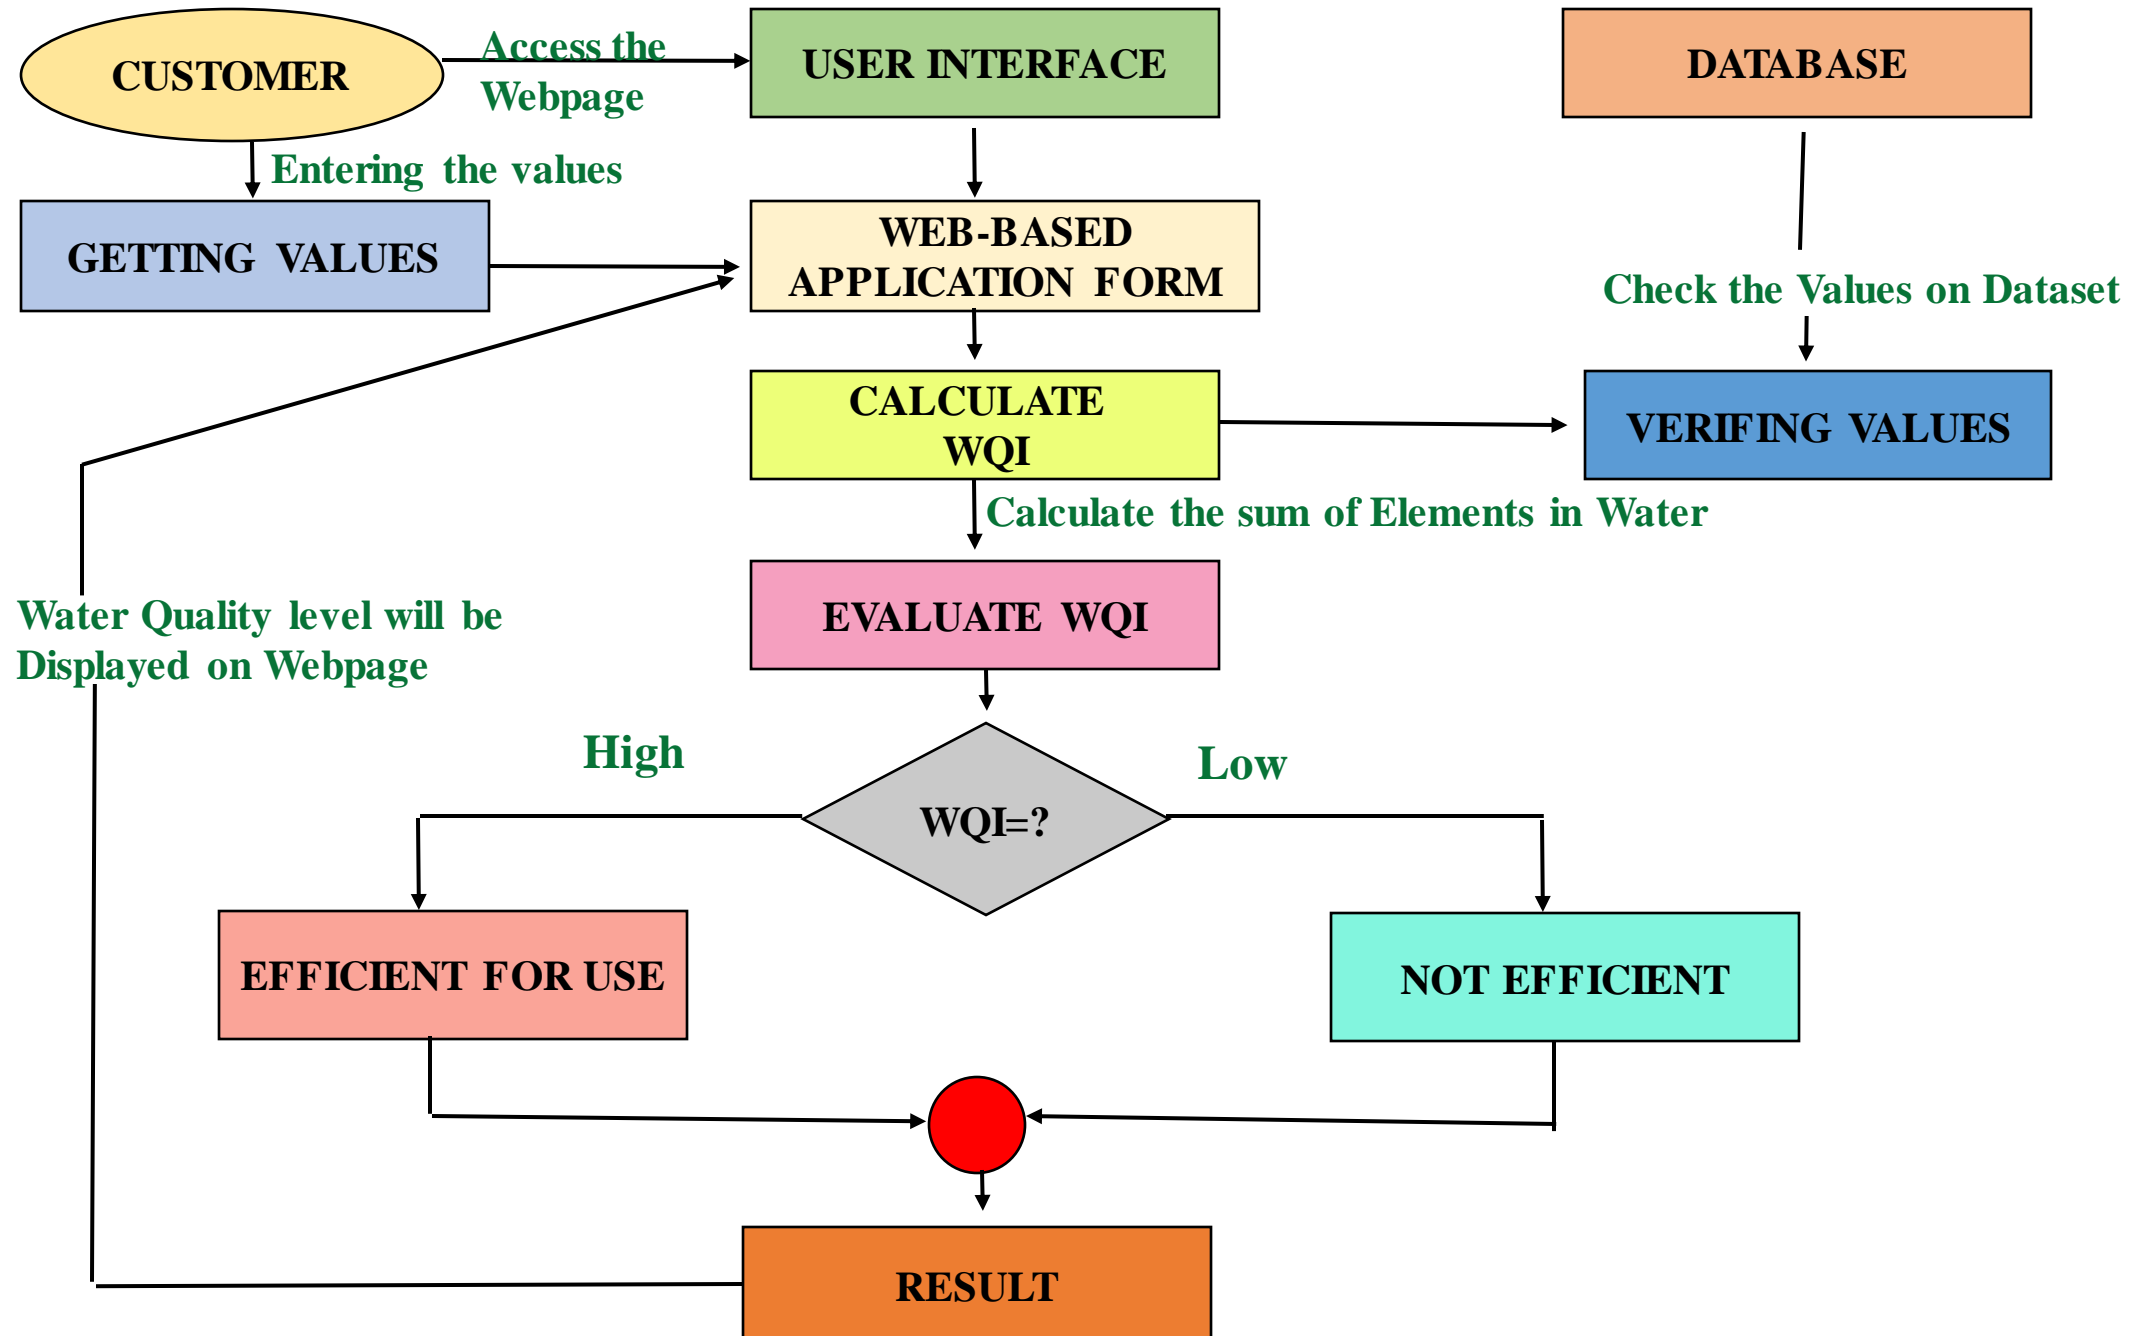 CUSTOMER
Access the
Webpage
USER INTERFACE
DATABASE
Entering the values
GETTING VALUES
WEB-BASED
APPLICATION FORM
Check the Values on Dataset
CALCULATE
WQI
VERIFING VALUES
Calculate the sum of Elements in Water
EVALUATE WQI
Water Quality level will be
Displayed on Webpage
High
Low
WQI=?
EFFICIENT FOR USE
NOT EFFICIENT
RESULT